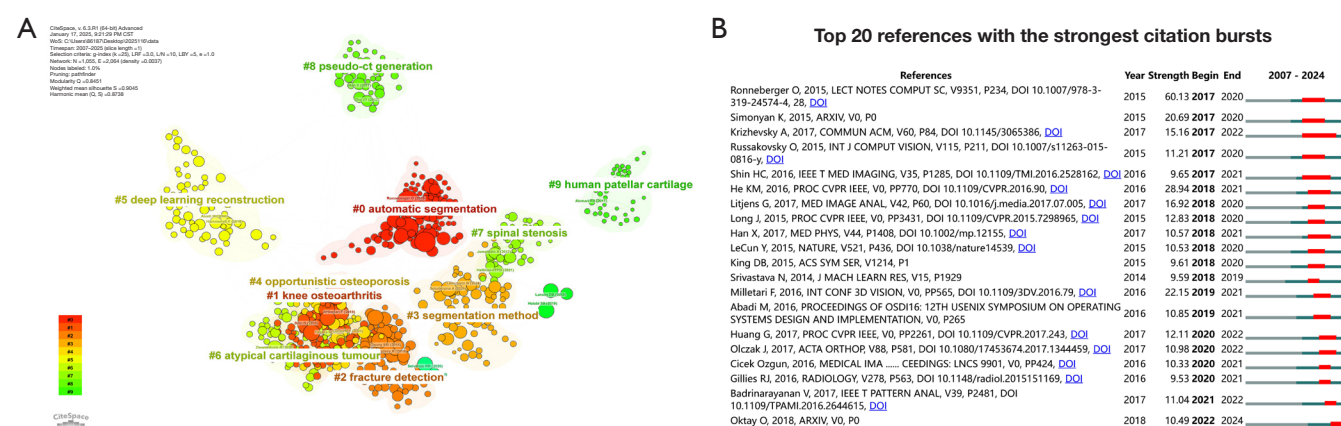 A
CiteSpace, v. 6.3.R1 (64-bit) Advanced
January 17, 2025, 9:21:29 PM CST
WoS: C:\Users\86187\Desktop\2025116\data
Timespan: 2007-2025 (slice length =1)
Selection criteria: g-index (k =25), LRF =3.0, L/N =10, LBY =5, e =1.0
Network: N =1,055, E =2,064 (density =0.0037)
Nodes labeled: 1.0%
Pruning: pathfinder
Modularity Q =0.8451
Weighted mean silhouette S =0.9045
Harmonic mean (Q, S) =0.8738
#8 pseudo-ct generation
#9 human patellar cartilage
#5 deep learning reconstruction
#0 automatic segmentation
#7 spinal stenosis
#4 opportunistic osteoporosis
#1 knee osteoarthritis
#3 segmentation method
#6 atypical cartilaginous tumour
#2 fracture detection
#0
#1
#2
#3
#4
#5
#6
#7
#8
#9
CiteSpace
B
Top 20 references with the strongest citation bursts
References Year Strength Begin End 2007 - 2024
Ronneberger O, 2015, LECT NOTES COMPUT SC, V9351, P234, DOI 10.1007/978-3-
319-24574-4_28, DOI 2015 60.13 2017 2020
Simonyan K, 2015, ARXIV, V0, P0 2015 20.69 2017 2020
Krizhevsky A, 2017, COMMUN ACM, V60, P84, DOI 10.1145/3065386, DOI 2017 15.16 2017 2022
Russakovsky O, 2015, INT J COMPUT VISION, V115, P211, DOI 10.1007/s11263-015-
0816-y, DOI 2015 11.21 2017 2020
Shin HC, 2016, IEEE T MED IMAGING, V35, P1285, DOI 10.1109/TMI.2016.2528162, DOI 2016 9.65 2017 2021
He KM, 2016, PROC CVPR IEEE, V0, PP770, DOI 10.1109/CVPR.2016.90, DOI 2016 28.94 2018 2021
Litjens G, 2017, MED IMAGE ANAL, V42, P60, DOI 10.1016/j.media.2017.07.005, DOI 2017 16.92 2018 2020
Long J, 2015, PROC CVPR IEEE, V0, PP3431, DOI 10.1109/CVPR.2015.7298965, DOI 2015 12.83 2018 2020
Han X, 2017, MED PHYS, V44, P1408, DOI 10.1002/mp.12155, DOI 2017 10.57 2018 2021
LeCun Y, 2015, NATURE, V521, P436, DOI 10.1038/nature14539, DOI 2015 10.53 2018 2020
King DB, 2015, ACS SYM SER, V1214, P1 2015 9.61 2018 2020
Srivastava N, 2014, J MACH LEARN RES, V15, P1929 2014 9.59 2018 2019
Milletari F, 2016, INT CONF 3D VISION, V0, PP565, DOI 10.1109/3DV.2016.79, DOI 2016 22.15 2019 2021
Abadi M, 2016, PROCEEDINGS OF OSDI16: 12TH USENIX SYMPOSIUM ON OPERATING
SYSTEMS DESIGN AND IMPLEMENTATION, V0, P265 2016 10.85 2019 2021
Huang G, 2017, PROC CVPR IEEE, V0, PP2261, DOI 10.1109/CVPR.2017.243, DOI 2017 12.11 2020 2022
Olczak J, 2017, ACTA ORTHOP, V88, P581, DOI 10.1080/17453674.2017.1344459, DOI 2017 10.98 2020 2022
Cicek Ozgun, 2016, MEDICAL IMA ...... CEEDINGS: LNCS 9901, V0, PP424, DOI 2016 10.33 2020 2021
Gillies RJ, 2016, RADIOLOGY, V278, P563, DOI 10.1148/radiol.2015151169, DOI 2016 9.53 2020 2021
Badrinarayanan V, 2017, IEEE T PATTERN ANAL, V39, P2481, DOI
10.1109/TPAMI.2016.2644615, DOI 2017 11.04 2021 2022
Oktay O, 2018, ARXIV, V0, P0 2018 10.49 2022 2024